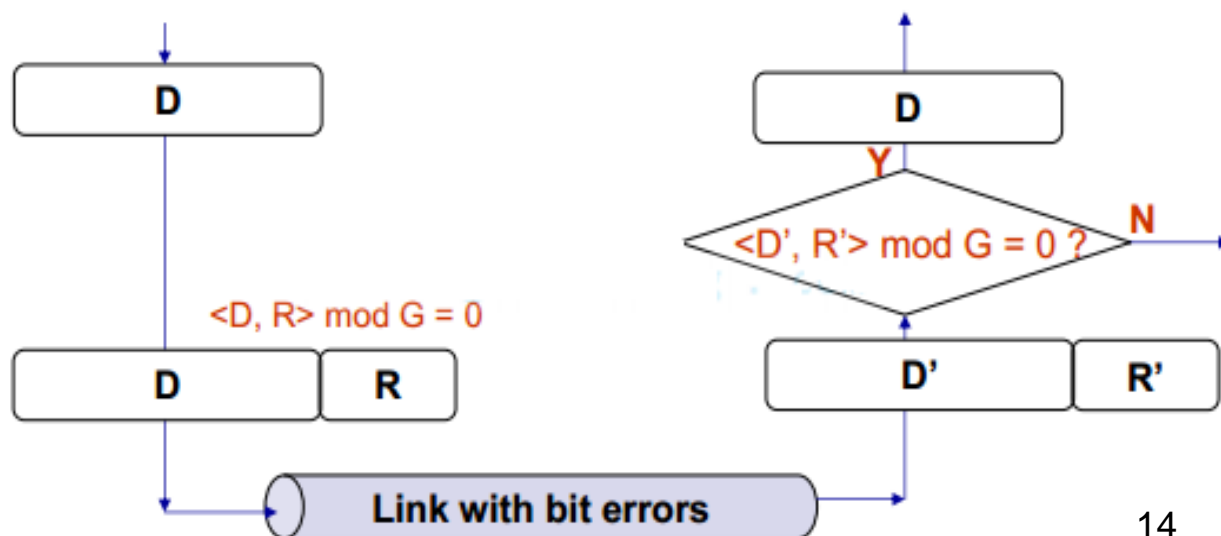 D
D
Y
<D’, R’> mod G = 0 ?
N
<D, R> mod G = 0
D
R
D’
R’
Link with bit errors
14